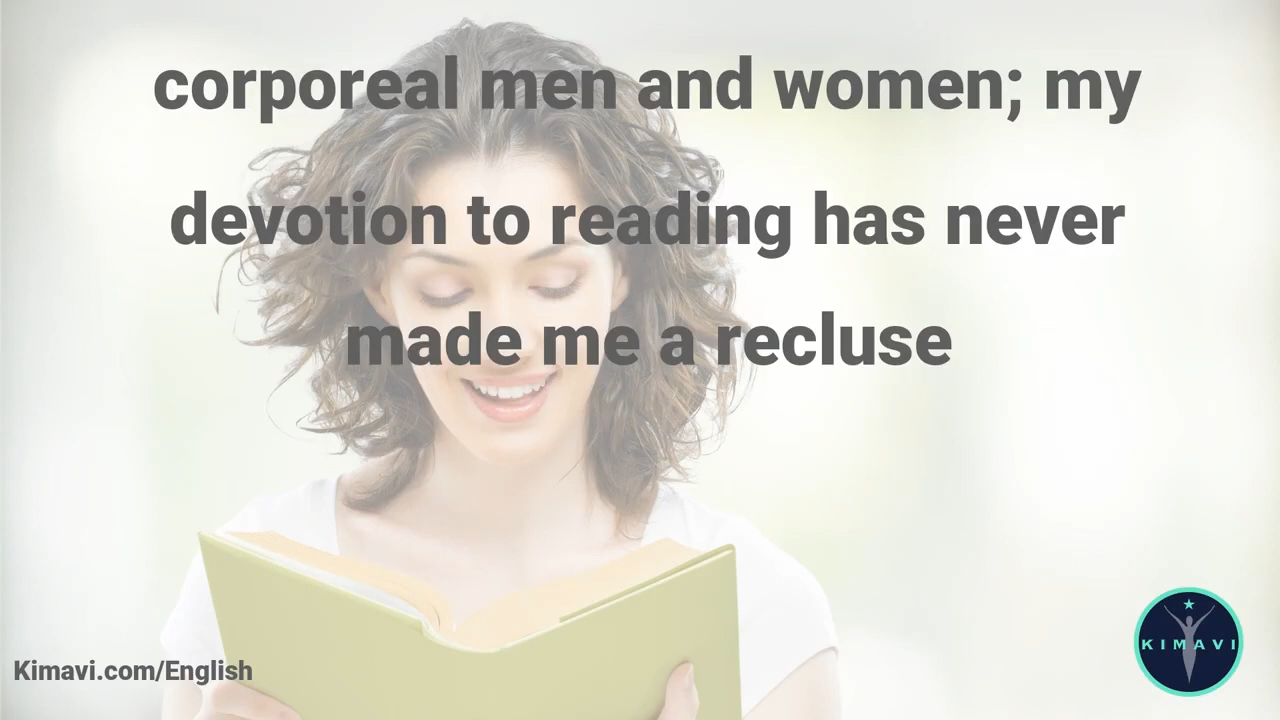 corporeal men and women; my
devotion to reading has never
made me a recluse
KIMAVI
Kimavi.com/English